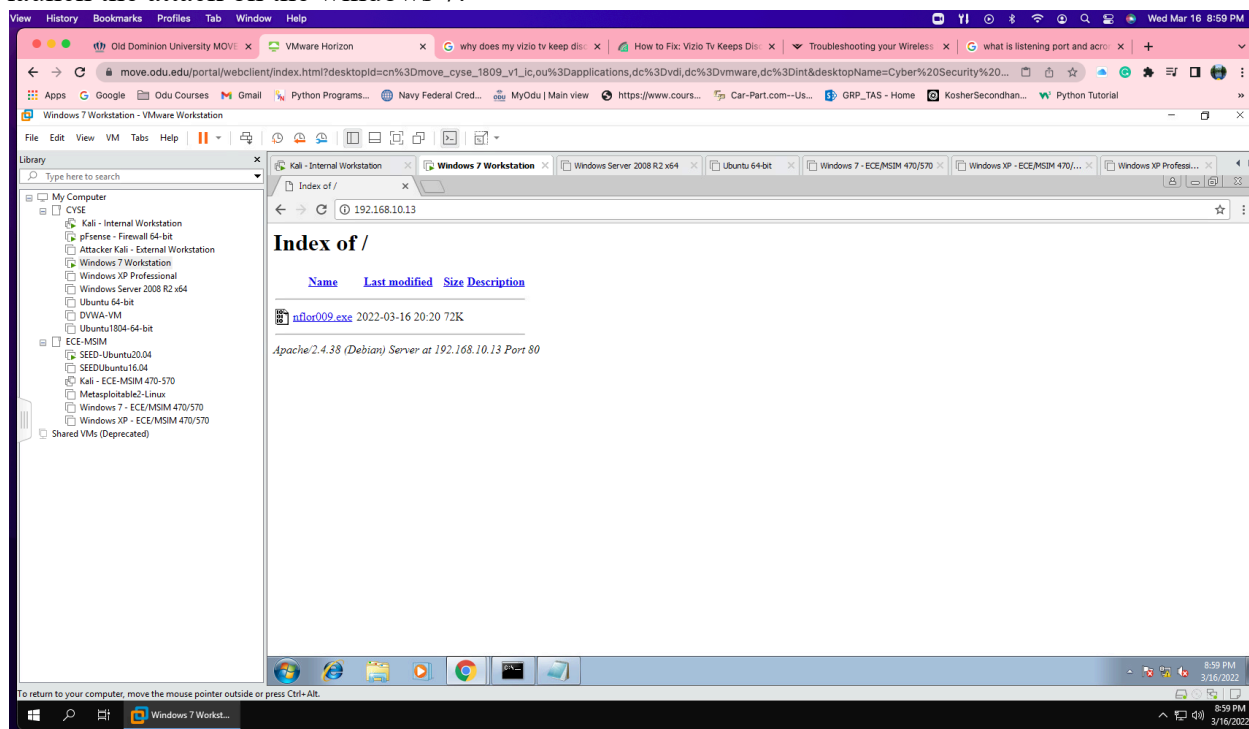 View History Bookmarks Profiles Tab Window Help Wed Mar 16 8:59 PM
Old Dominion University MOVE VMware Horizon why does my vizio tv keep disc How to Fix: Vizio Tv Keeps Disc Troubleshooting your Wireless what is listening port and acro
move.odu.edu/portal/webclient/index.html?desktopId=cn%3Dmove_cyse_1809_v1_ic,ou%3Dapplications,dc%3Dvdi,dc%3Dvmware,dc%3Dint&desktopName=Cyber%20Security%20...
Apps Google Odu Courses Gmail Python Programs... Navy Federal Cred... MyOdu | Main view https://www.cours... Car-Part.com--Us... GRP_TAS - Home KosherSecondhan... Python Tutorial »
Windows 7 Workstation - VMware Workstation
File Edit View VM Tabs Help
Library
Kali - Internal Workstation Windows 7 Workstation Windows Server 2008 R2 x64 Ubuntu 64-bit Windows 7 - ECE/MSIM 470/570 Windows XP - ECE/MSIM 470/... Windows XP Professi...
Type here to search
Index of /
My Computer
CYSE
Kali - Internal Workstation
pFsense - Firewall 64-bit
Attacker Kali - External Workstation
Windows 7 Workstation
Windows XP Professional
Windows Server 2008 R2 x64
Ubuntu 64-bit
DVWA-VM
Ubuntu1804-64-bit
ECE-MSIM
SEED-Ubuntu20.04
SEEDUbuntu16.04
Kali - ECE-MSIM 470-570
Metasploitable2-Linux
Windows 7 - ECE/MSIM 470/570
Windows XP - ECE/MSIM 470/570
Shared VMs (Deprecated)
192.168.10.13
Index of /
Name Last modified Size Description
nflor009.exe 2022-03-16 20:20 72K
Apache/2.4.38 (Debian) Server at 192.168.10.13 Port 80
8:59 PM
3/16/2022
To return to your computer, move the mouse pointer outside or press Ctrl+Alt.
Windows 7 Workst...
8:59 PM
3/16/2022